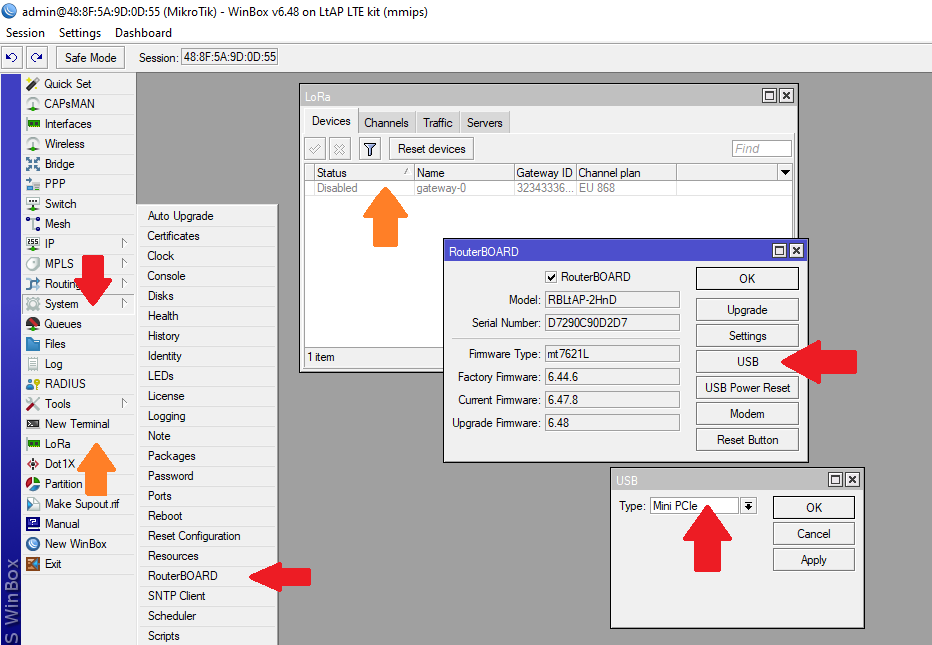 admin@48:8F:5A:9D:0D:55 (MikroTik) - WinBox v6.48 on LtAP LTE kit (mmips)
Session Settings Dashboard
Safe Mode Session: 48:8F:5A:9D:0D:55
Quick Set
CAPsMAN
Interfaces
Wireless
Bridge
PPP
Switch
Mesh
IP
MPLS
Routing
System
Queues
Files
Log
RADIUS
Tools
New Terminal
LoRa
Dot1X
Partition
Make Supout.rif
Manual
New WinBox
Exit
S WinBox
Auto Upgrade
Certificates
Clock
Console
Disks
Health
History
Identity
LEDs
License
Logging
Note
Packages
Password
Ports
Reboot
Reset Configuration
Resources
RouterBOARD
SNTP Client
Scheduler
Scripts
LoRa
Devices Channels Traffic Servers
Reset devices Find
Status Name Gateway ID Channel plan
Disabled gateway-0 32343336... EU 868
1 item
RouterBOARD
RouterBOARD
Model: RBLtAP-2HnD
Serial Number: D7290C90D2D7
Firmware Type: mt7621L
Factory Firmware: 6.44.6
Current Firmware: 6.47.8
Upgrade Firmware: 6.48
OK
Upgrade
Settings
USB
USB Power Reset
Modem
Reset Button
USB
Type: Mini PCIe
OK
Cancel
Apply